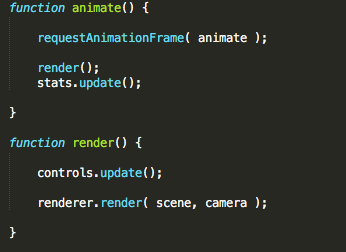 function animate() {
requestAnimationFrame( animate );
render();
stats.update();
}
function render() {
controls.update();
renderer.render( scene, camera );
}